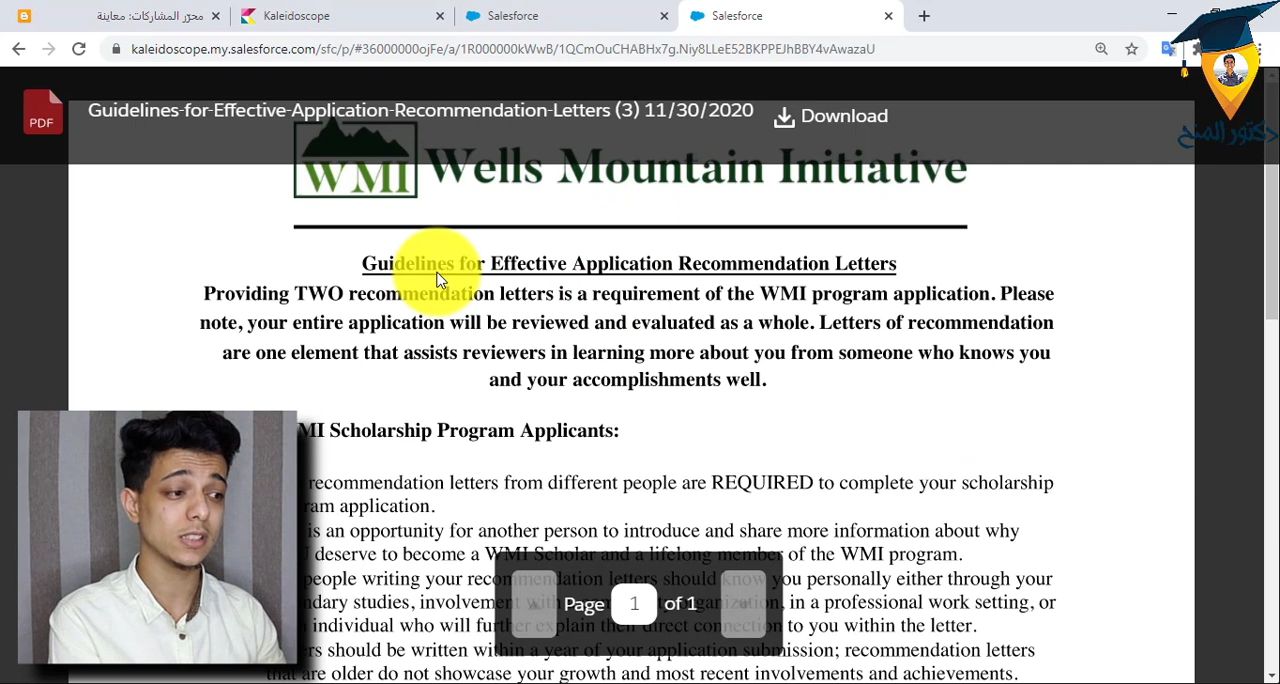 محرّر المشاركات: معاينة
Kaleidoscope
Salesforce
Salesforce
kaleidoscope.my.salesforce.com/sfc/p/#36000000ojFe/a/1R000000kWwB/1QCmOuCHABHx7g.Niy8LLeE52BKPPEJhBBY4vAwazaU
PDF
Guidelines-for-Effective-Application-Recommendation-Letters (3) 11/30/2020
Download
دكتور المنح
WMI Wells Mountain Initiative
Guidelines for Effective Application Recommendation Letters
Providing TWO recommendation letters is a requirement of the WMI program application. Please
note, your entire application will be reviewed and evaluated as a whole. Letters of recommendation
are one element that assists reviewers in learning more about you from someone who knows you
and your accomplishments well.
MI Scholarship Program Applicants:
recommendation letters from different people are REQUIRED to complete your scholarship
ram application.
is an opportunity for another person to introduce and share more information about why
deserve to become a WMI Scholar and a lifelong member of the WMI program.
people writing your recommendation letters should know you personally either through your
ndary studies, involvement with community organization, in a professional work setting, or
individual who will further explain their direct connection to you within the letter.
rs should be written within a year of your application submission; recommendation letters
that are older do not showcase your growth and most recent involvements and achievements.
Page 1 of 1